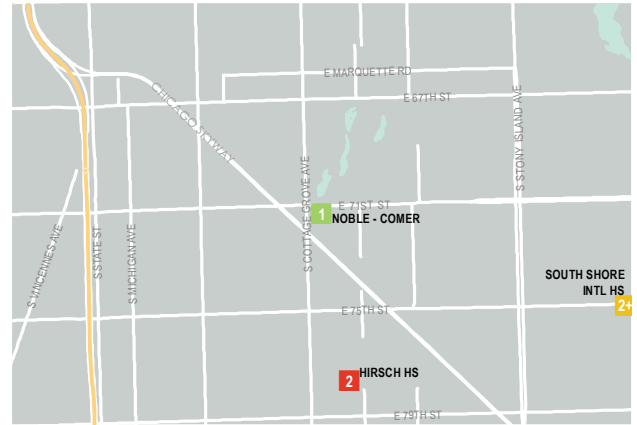 E MARQUETTE RD
E 67TH ST
CHICAGO SKYWAY
S STONY ISLAND AVE
S COTTAGE GROVE AVE
E 71ST ST
1
NOBLE - COMER
S VINCENNES AVE
S STATE ST
S MICHIGAN AVE
SOUTH SHORE
INTL HS
2+
E 75TH ST
2
HIRSCH HS
E 79TH ST